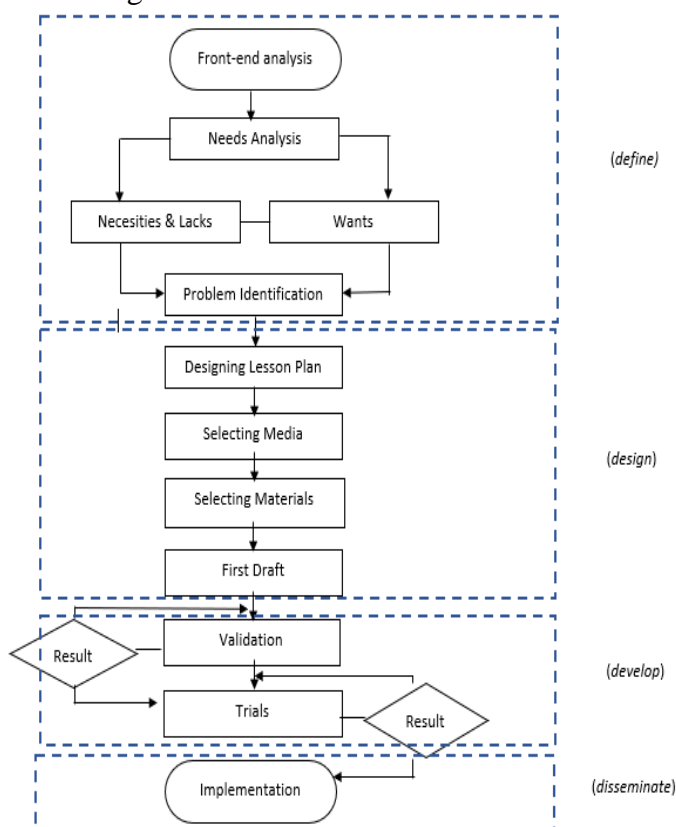 Front-end analysis
Needs Analysis
(define)
Necesities & Lacks
Wants
Problem Identification
Designing Lesson Plan
Selecting Media
(design)
Selecting Materials
First Draft
Validation
Result
(develop)
Trials
Result
Implementation
(disseminate)